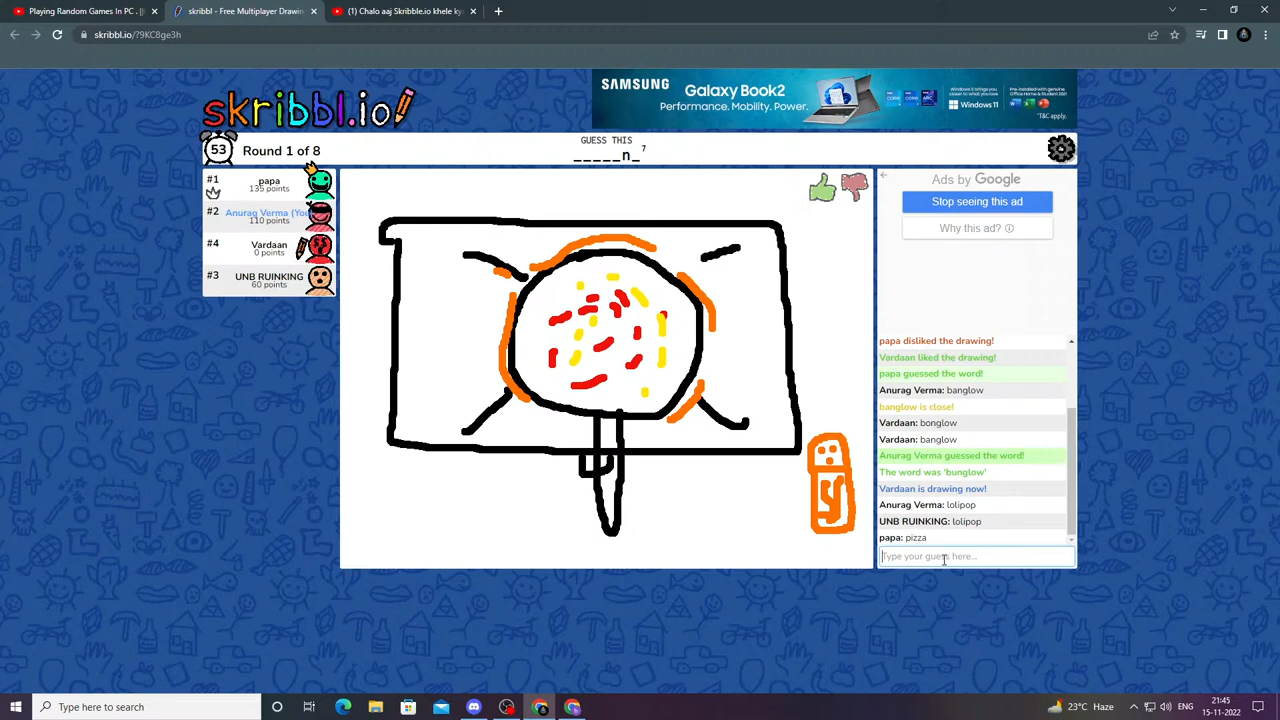 Playing Random Games In PC . [
skribbl - Free Multiplayer Drawin
(1) Chalo aaj Skribble.io khele ky
skribbl.io/?9KC8ge3h
skribbl.io
SAMSUNG
Galaxy Book2
Performance. Mobility. Power.
Windows 11
T&C apply.
53
Round 1 of 8
GUESS THIS
_____n_ 7
#1
papa
135 points
#2
Anurag Verma (You
110 points
#4
Vardaan
0 points
#3
UNB RUINKING
60 points
Ads by Google
Stop seeing this ad
Why this ad?
papa disliked the drawing!
Vardaan liked the drawing!
papa guessed the word!
Anurag Verma: banglow
banglow is close!
Vardaan: bonglow
Vardaan: banglow
Anurag Verma guessed the word!
The word was 'bunglow'
Vardaan is drawing now!
Anurag Verma: lolipop
UNB RUINKING: lolipop
papa: pizza
Type your guess here...
Type here to search
23°C Haze
ENG
21:45
15-11-2022